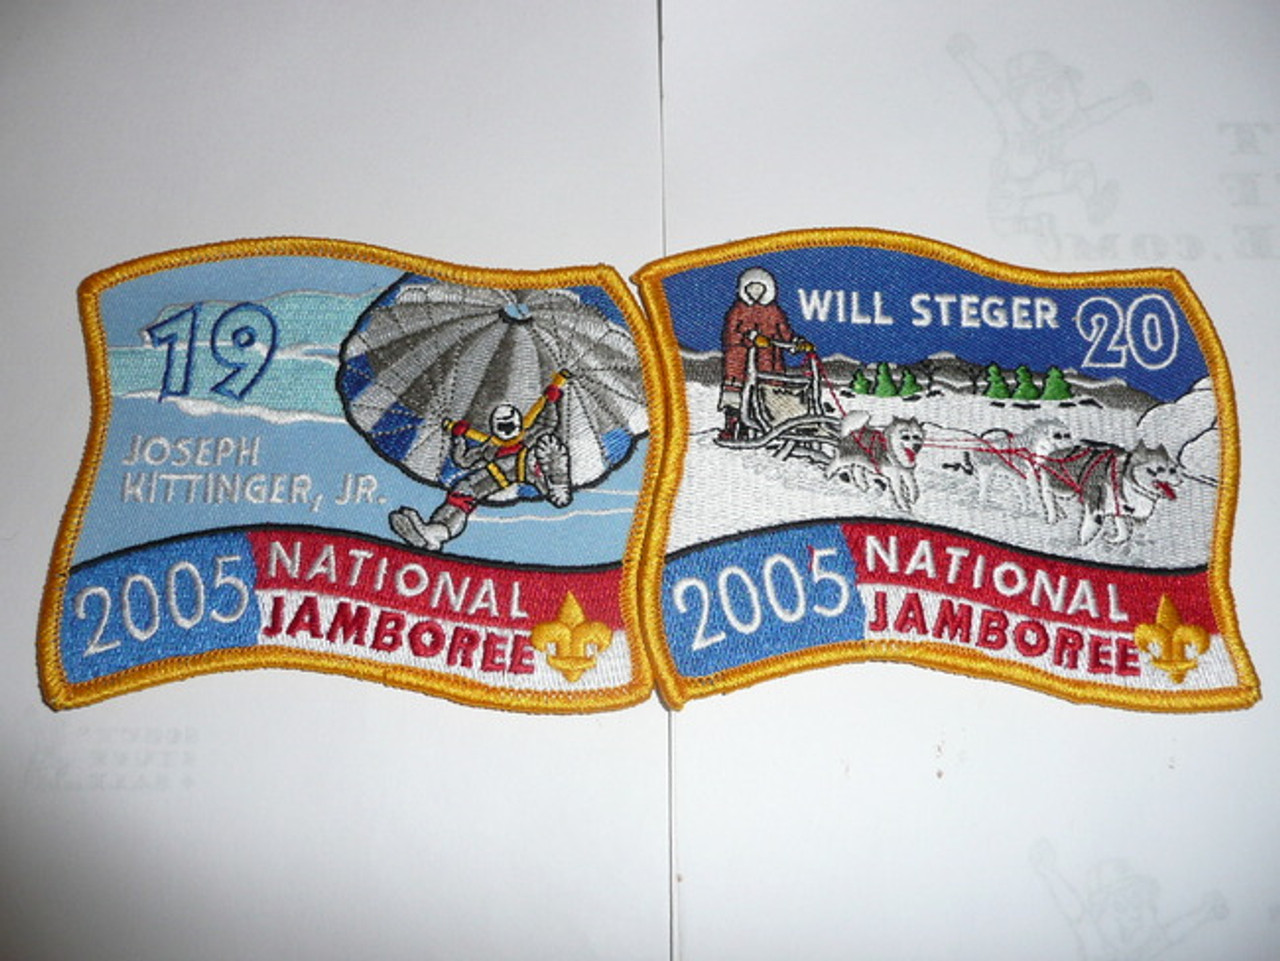 19
JOSEPH
KITTINGER, JR.
2005 NATIONAL
JAMBOREE
WILL STEGER 20
2005 NATIONAL
JAMBOREE